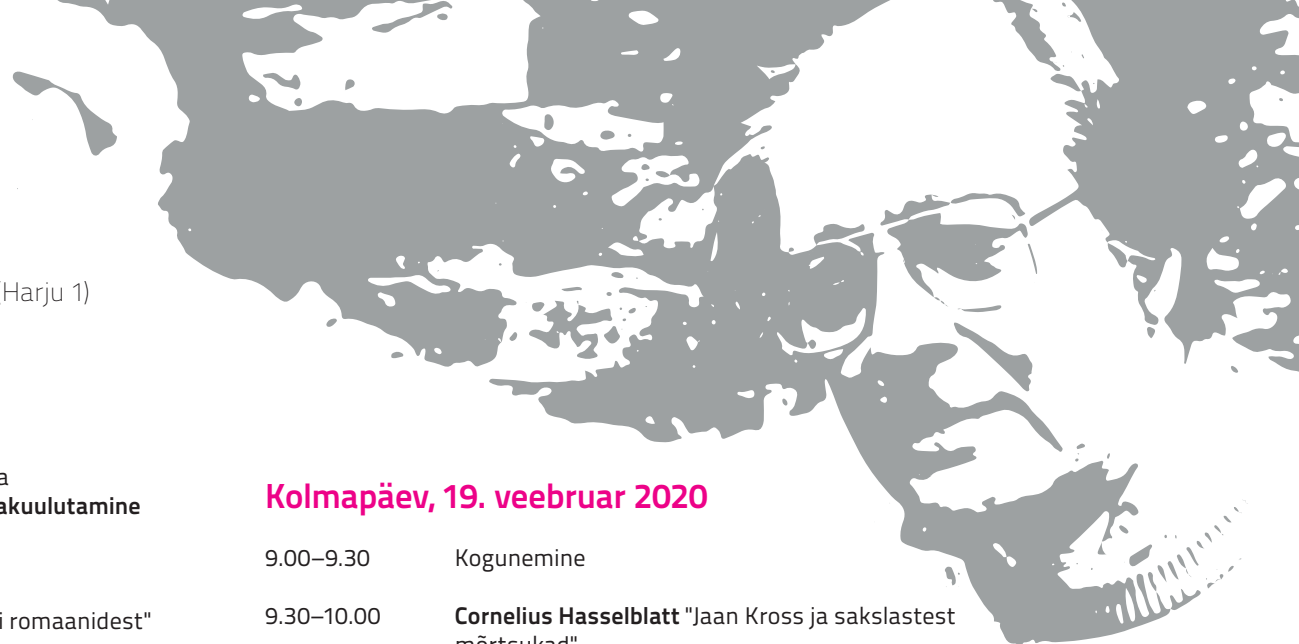 (Harju 1)
a
akuulutamine
i romaanidest"
Kolmapäev, 19. veebruar 2020
9.00–9.30 Kogunemine
9.30–10.00 Cornelius Hasselblatt "Jaan Kross ja sakslastest
mõrtsukad"